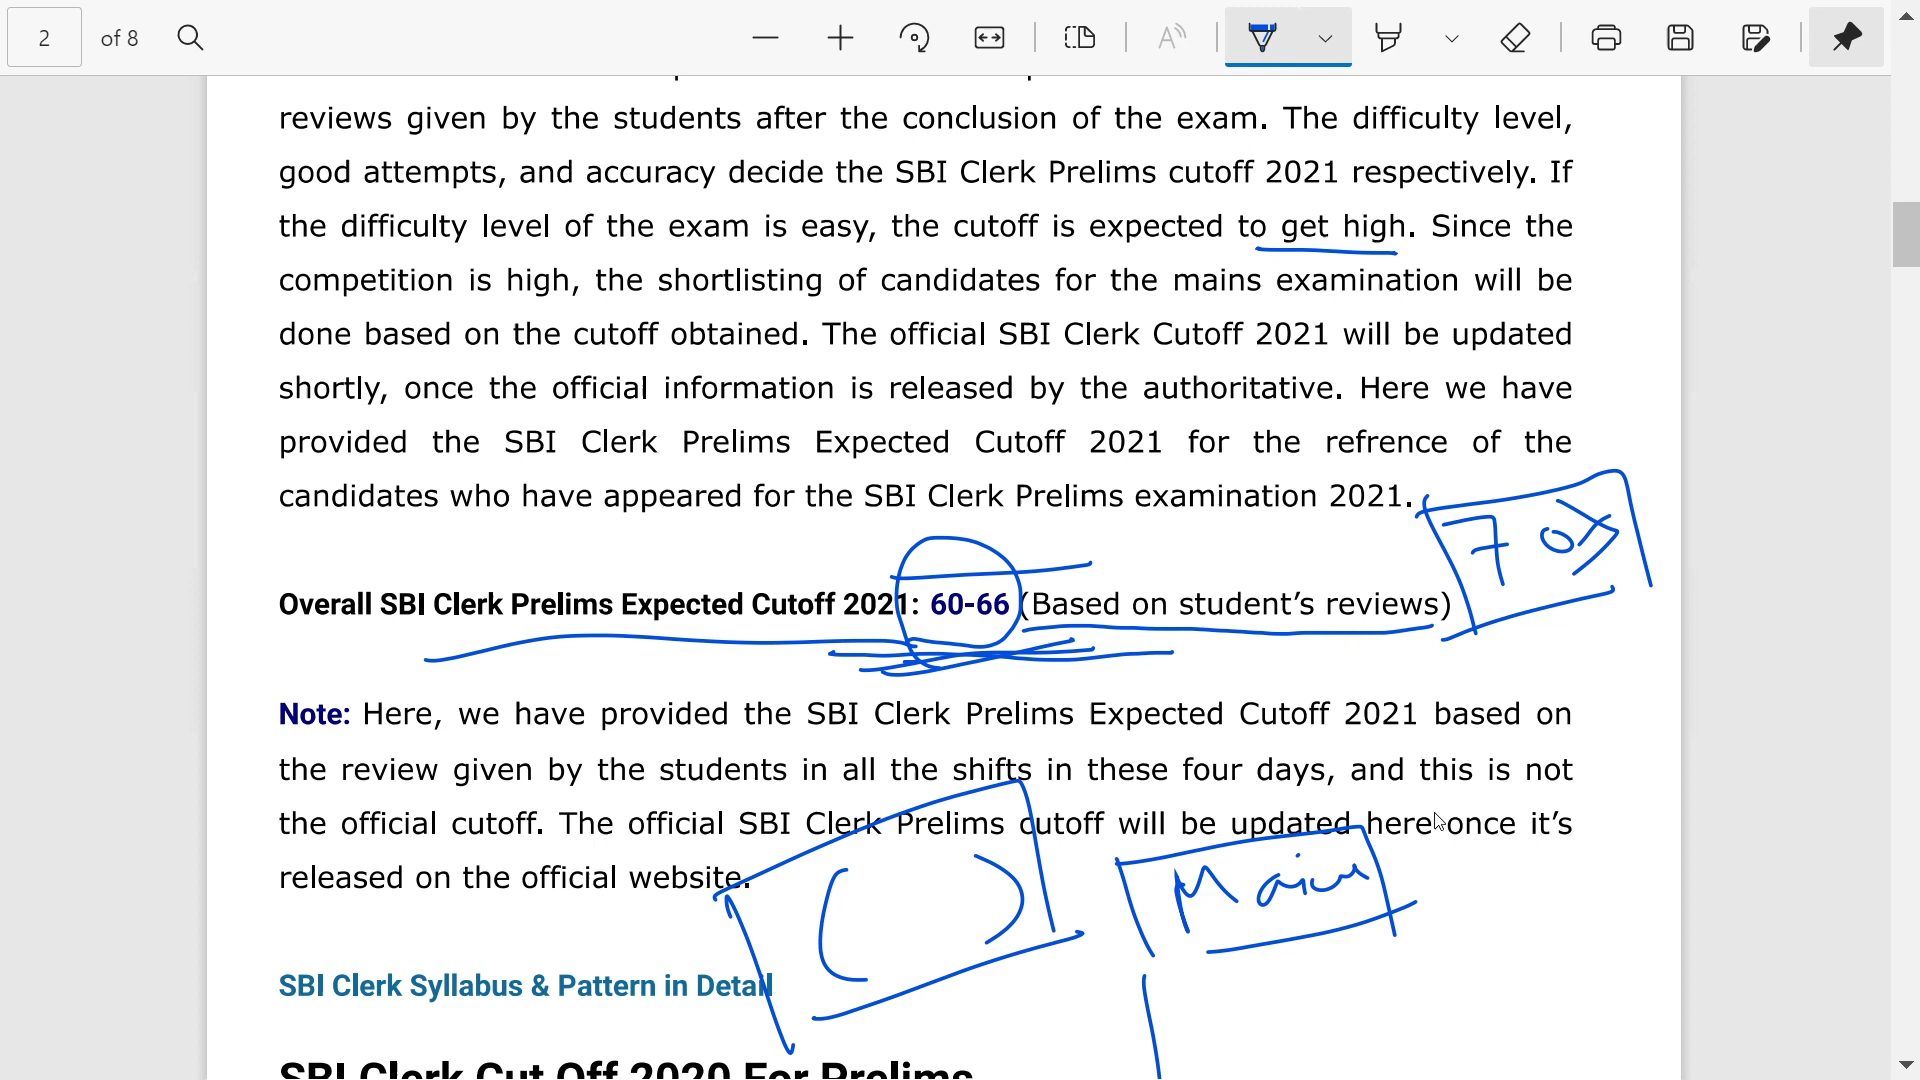 2 of 8
reviews given by the students after the conclusion of the exam. The difficulty level,
good attempts, and accuracy decide the SBI Clerk Prelims cutoff 2021 respectively. If
the difficulty level of the exam is easy, the cutoff is expected to get high. Since the
competition is high, the shortlisting of candidates for the mains examination will be
done based on the cutoff obtained. The official SBI Clerk Cutoff 2021 will be updated
shortly, once the official information is released by the authoritative. Here we have
provided the SBI Clerk Prelims Expected Cutoff 2021 for the refrence of the
candidates who have appeared for the SBI Clerk Prelims examination 2021.
Overall SBI Clerk Prelims Expected Cutoff 2021: 60-66 (Based on student's reviews)
Note: Here, we have provided the SBI Clerk Prelims Expected Cutoff 2021 based on
the review given by the students in all the shifts in these four days, and this is not
the official cutoff. The official SBI Clerk Prelims cutoff will be updated here once it's
released on the official website.
SBI Clerk Syllabus & Pattern in Detail
SBI Clerk Cut Off 2020 For Prelims